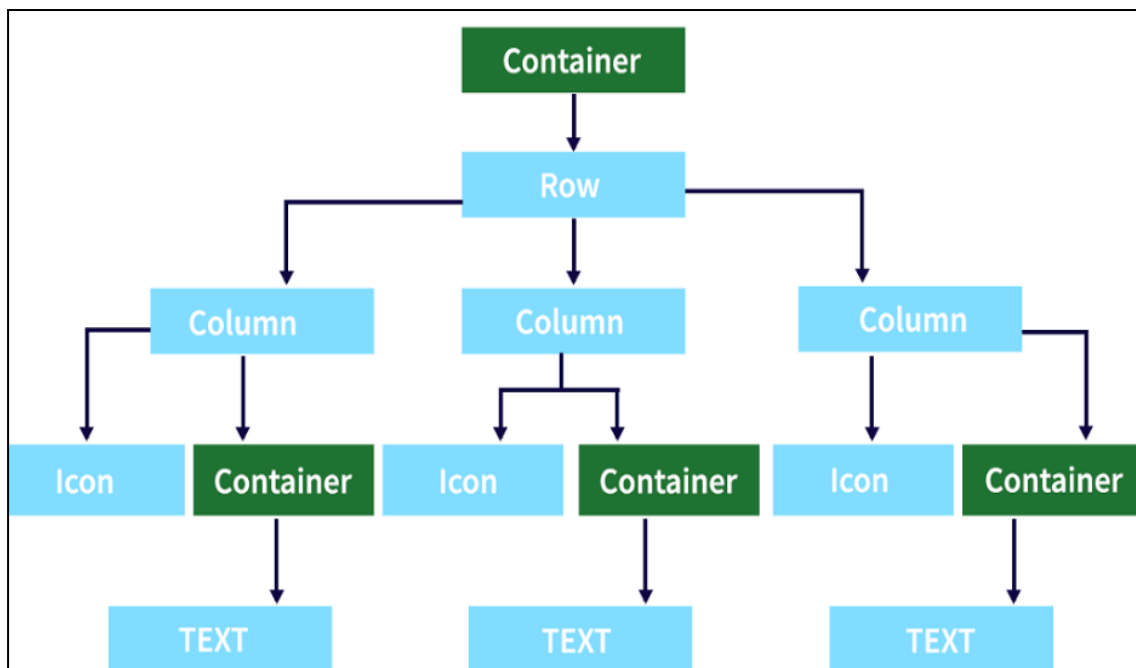 Container
Row
Column
Column
Column
Icon
Container
Icon
Container
Icon
Container
TEXT
TEXT
TEXT